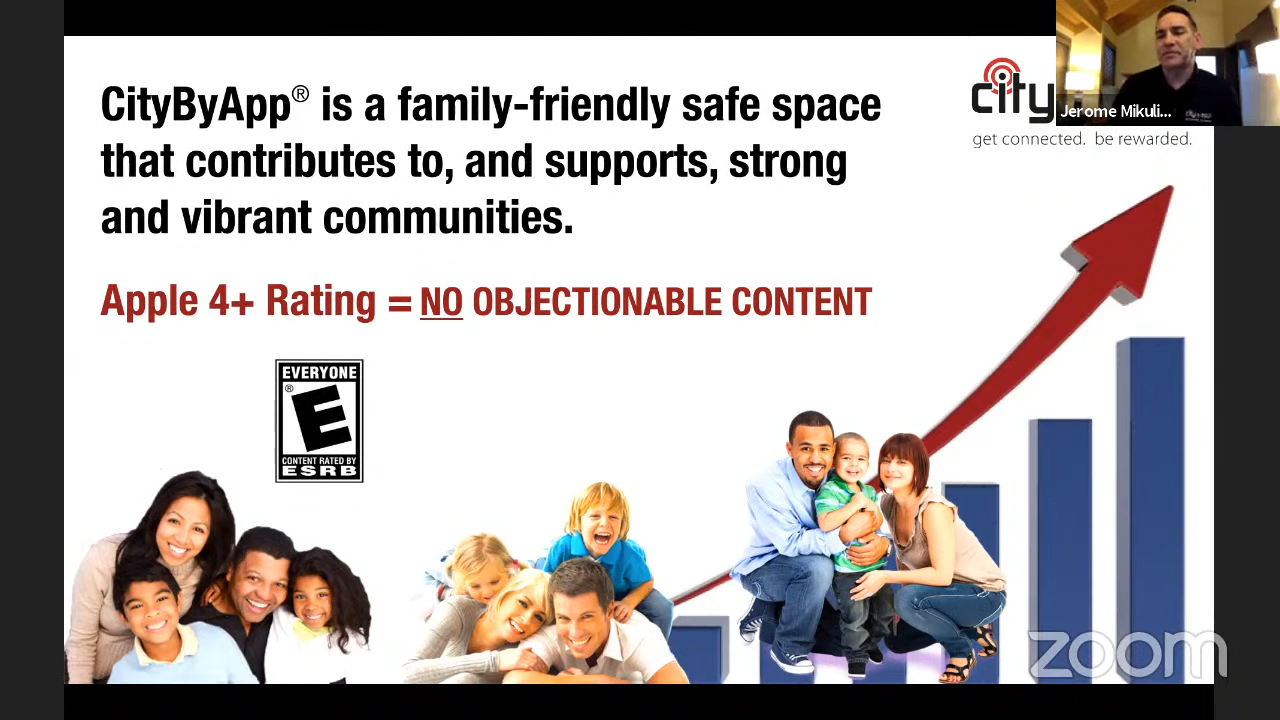 CityByApp® is a family-friendly safe space
that contributes to, and supports, strong
and vibrant communities.
Apple 4+ Rating = NO OBJECTIONABLE CONTENT
city
get connected. be rewarded.
Jerome Mikuli...
EVERYONE
®
E
CONTENT RATED BY
ESRB
zoom